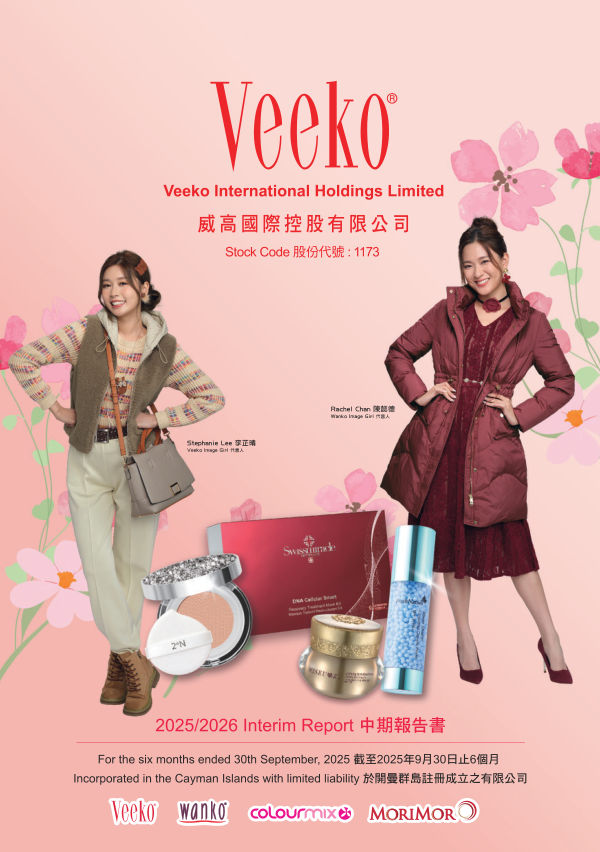 Veeko®
Veeko International Holdings Limited
威高國際控股有限公司
Stock Code 股份代號 : 1173
Rachel Chan 陳懿德
Wanko Image Girl 代言人
Stephanie Lee 李芷晴
Veeko Image Girl 代言人
Swissmiracle
DNA Cellular Boost
2eN
2025/2026 Interim Report 中期報告書
For the six months ended 30th September, 2025 截至2025年9月30日止6個月
Incorporated in the Cayman Islands with limited liability 於開曼群島註冊成立之有限公司
Veeko®
wanko®
colourmix
MORIMOR